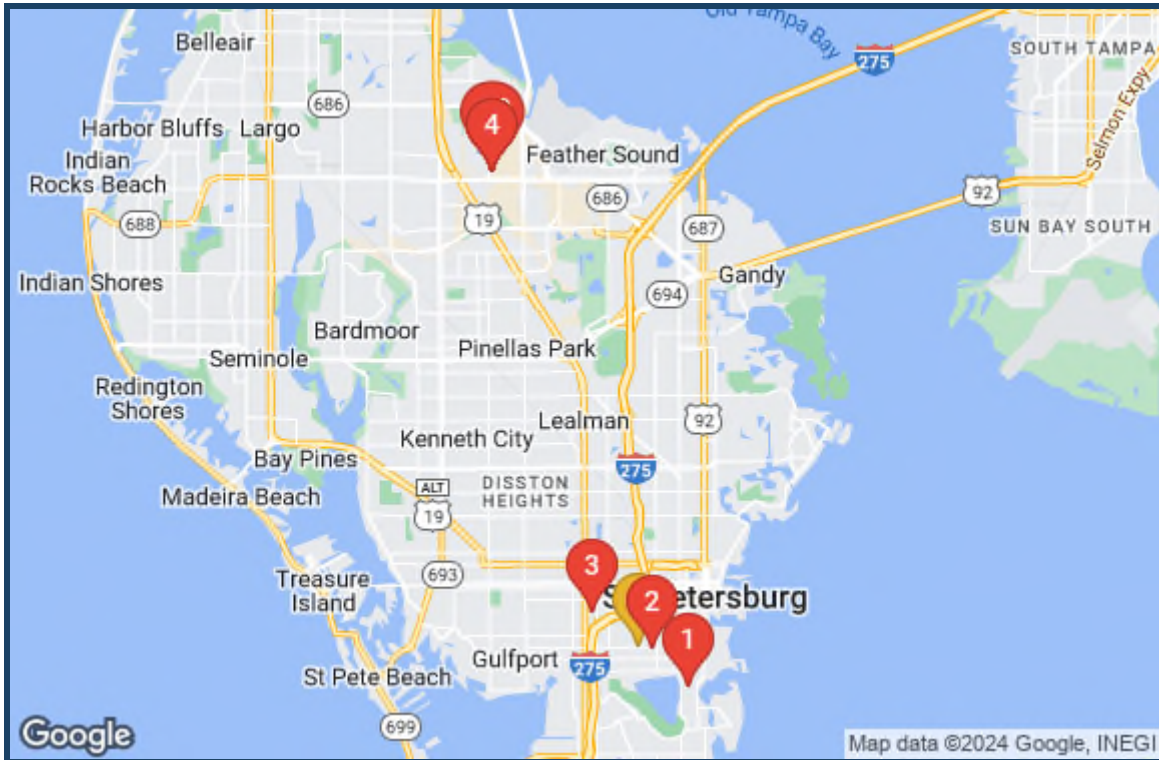 Old Tampa
Bay
Belleair
275
SOUTH TAMPA
686
Selmon Expy
4
Harbor Bluffs
Largo
Feather Sound
Indian
Rocks Beach
686
92
19
688
687
SUN BAY SOUTH
Indian Shores
Gandy
694
Bardmoor
Pinellas Park
Seminole
Redington
Shores
Lealman
92
Kenneth City
Bay Pines
275
ALT
19
DISSTON
HEIGHTS
Madeira Beach
3
693
Treasure
Island
2
etersburg
1
Gulfport
275
St Pete Beach
699
Google
Map data ©2024 Google, INEGI